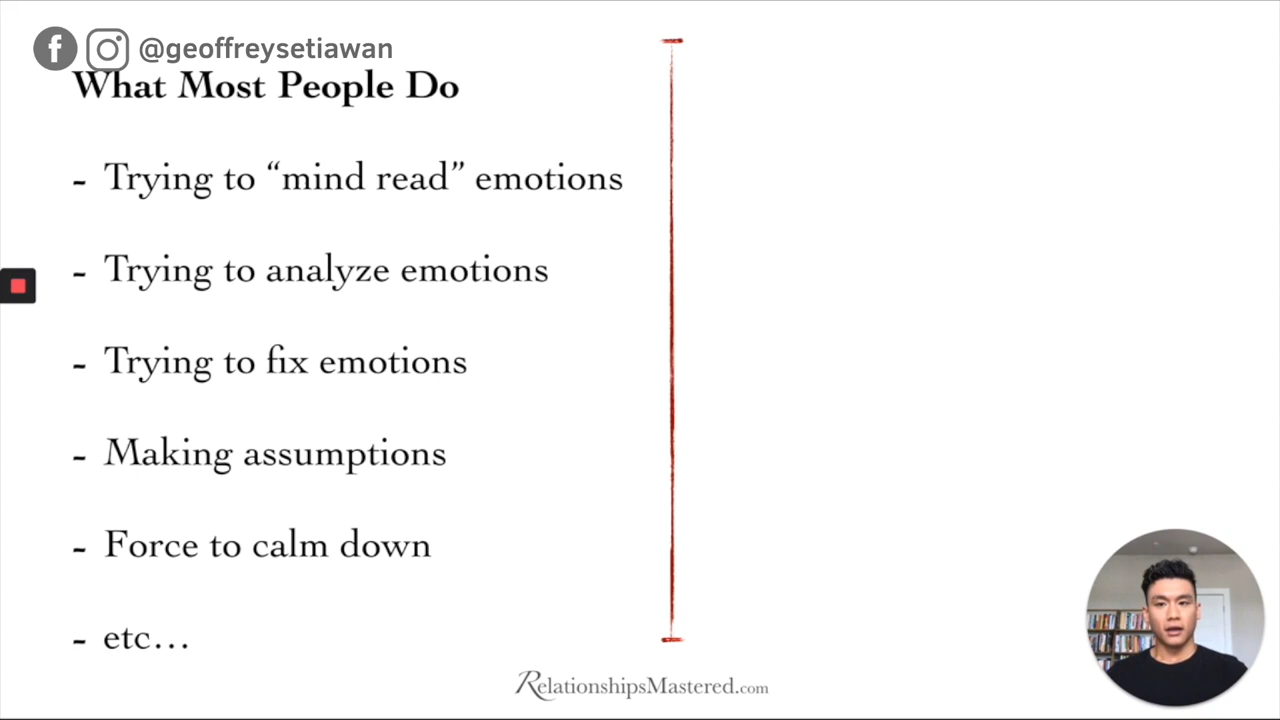 @geoffreysetiawan
What Most People Do
- Trying to “mind read” emotions
- Trying to analyze emotions
- Trying to fix emotions
- Making assumptions
- Force to calm down
- etc…
RelationshipsMastered.com